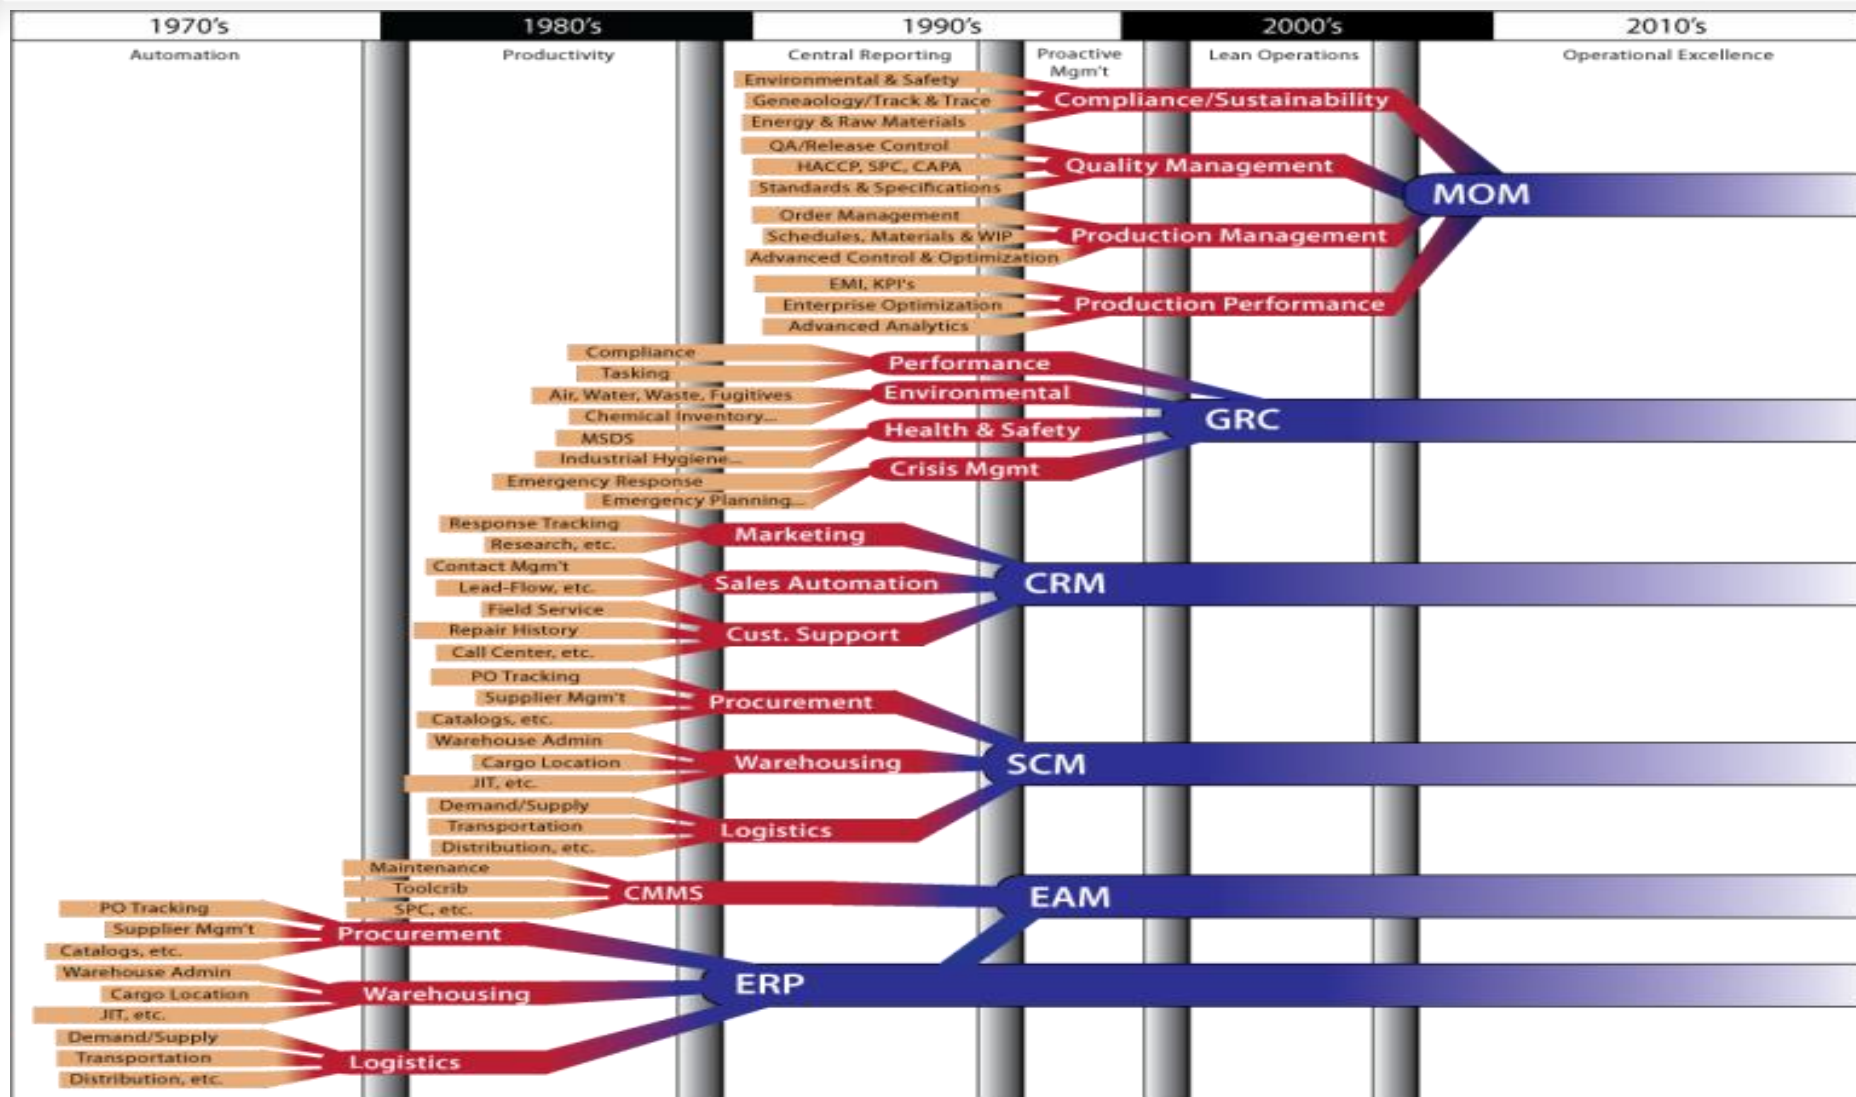 1970's 1980's 1990's 2000's 2010's
Automation Productivity Central Reporting Proactive Mgm't Lean Operations Operational Excellence
Environmental & Safety
Geneaology/Track & Trace
Energy & Raw Materials
Compliance/Sustainability
QA/Release Control
HACCP, SPC, CAPA
Standards & Specifications
Quality Management
MOM
Order Management
Schedules, Materials & WIP
Advanced Control & Optimization
Production Management
EMI, KPI's
Enterprise Optimization
Advanced Analytics
Production Performance
Compliance
Tasking
Performance
Air, Water, Waste, Fugitives
Chemical Inventory...
Environmental
GRC
MSDS
Industrial Hygiene...
Health & Safety
Emergency Response
Emergency Planning...
Crisis Mgmt
Response Tracking
Research, etc.
Marketing
Contact Mgm't
Lead-Flow, etc.
Sales Automation
CRM
Field Service
Repair History
Call Center, etc.
Cust. Support
PO Tracking
Supplier Mgm't
Catalogs, etc.
Procurement
Warehouse Admin
Cargo Location
JIT, etc.
Warehousing
SCM
Demand/Supply
Transportation
Distribution, etc.
Logistics
Maintenance
Toolcrib
SPC, etc.
CMMS
EAM
PO Tracking
Supplier Mgm't
Catalogs, etc.
Procurement
Warehouse Admin
Cargo Location
JIT, etc.
Warehousing
ERP
Demand/Supply
Transportation
Distribution, etc.
Logistics